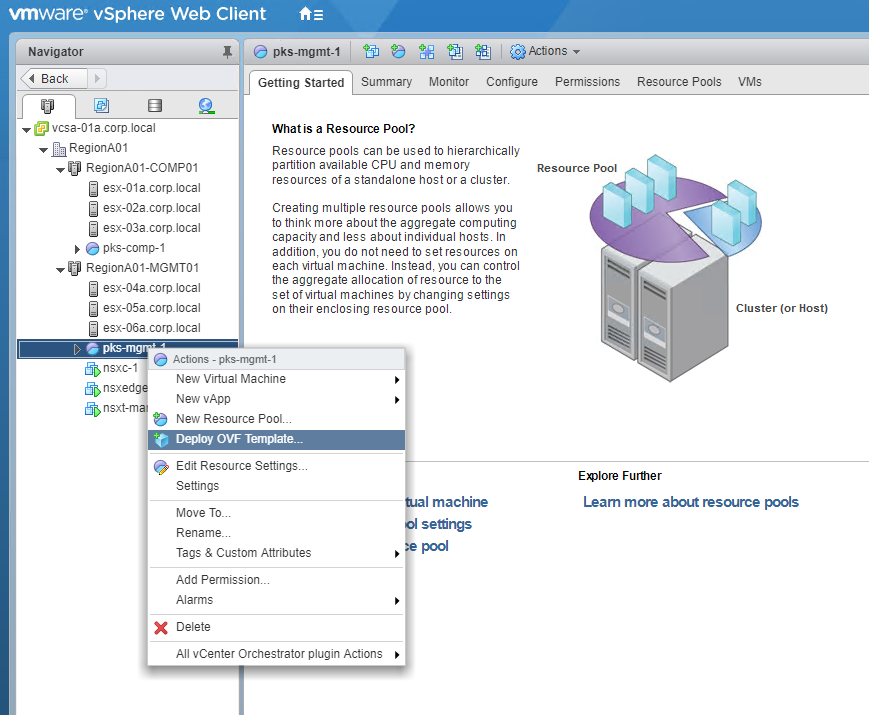 vmware® vSphere Web Client
Navigator
Back
vcsa-01a.corp.local
RegionA01
RegionA01-COMP01
esx-01a.corp.local
esx-02a.corp.local
esx-03a.corp.local
pks-comp-1
RegionA01-MGMT01
esx-04a.corp.local
esx-05a.corp.local
esx-06a.corp.local
pks-mgmt-1
nsxc-1
nsxedge
nsxt-ma
Actions - pks-mgmt-1
New Virtual Machine
New vApp
New Resource Pool...
Deploy OVF Template...
Edit Resource Settings...
Settings
Move To...
Rename...
Tags & Custom Attributes
Add Permission...
Alarms
Delete
All vCenter Orchestrator plugin Actions
pks-mgmt-1
Actions
Getting Started Summary Monitor Configure Permissions Resource Pools VMs
What is a Resource Pool?
Resource pools can be used to hierarchically
partition available CPU and memory
resources of a standalone host or a cluster.
Creating multiple resource pools allows you
to think more about the aggregate computing
capacity and less about individual hosts. In
addition, you do not need to set resources on
each virtual machine. Instead, you can control
the aggregate allocation of resource to the
set of virtual machines by changing settings
on their enclosing resource pool.
Resource Pool
Cluster (or Host)
tual machine
ol settings
ce pool
Explore Further
Learn more about resource pools